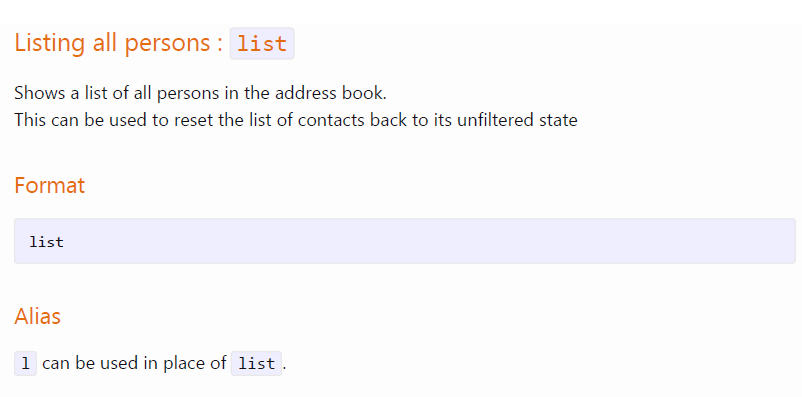 Listing all persons : list
Shows a list of all persons in the address book.
This can be used to reset the list of contacts back to its unfiltered state
Format
list
Alias
l can be used in place of list .